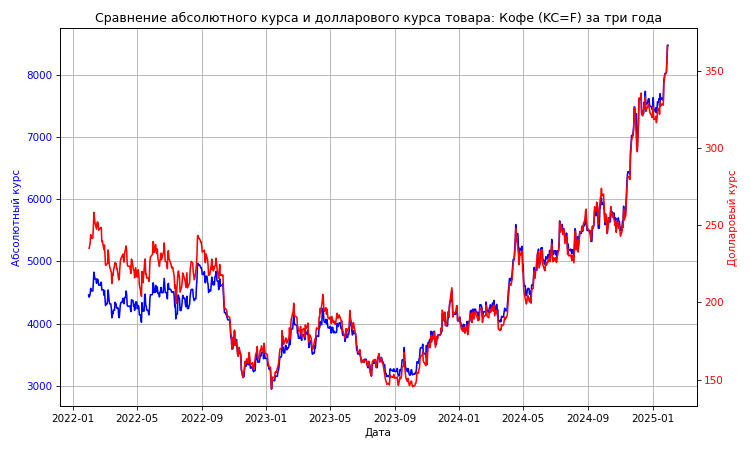 Сравнение абсолютного курса и долларового курса товара: Кофе (KC=F) за три года
Абсолютный курс
8000
7000
6000
5000
4000
3000
350
300
250
200
150
Долларовый курс
2022-01 2022-05 2022-09 2023-01 2023-05 2023-09 2024-01 2024-05 2024-09 2025-01
Дата